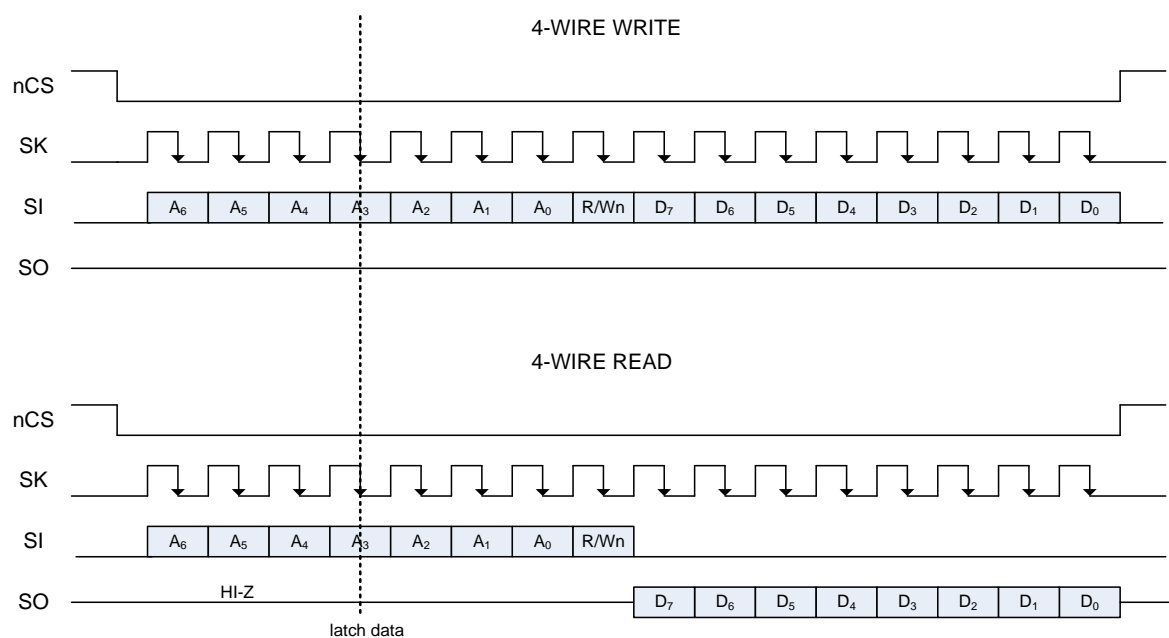 4-WIRE WRITE
nCS
SK
SI A₆ A₅ A₄ A₃ A₂ A₁ A₀ R/Wn D₇ D₆ D₅ D₄ D₃ D₂ D₁ D₀
SO
4-WIRE READ
nCS
SK
SI A₆ A₅ A₄ A₃ A₂ A₁ A₀ R/Wn
SO HI-Z D₇ D₆ D₅ D₄ D₃ D₂ D₁ D₀
latch data